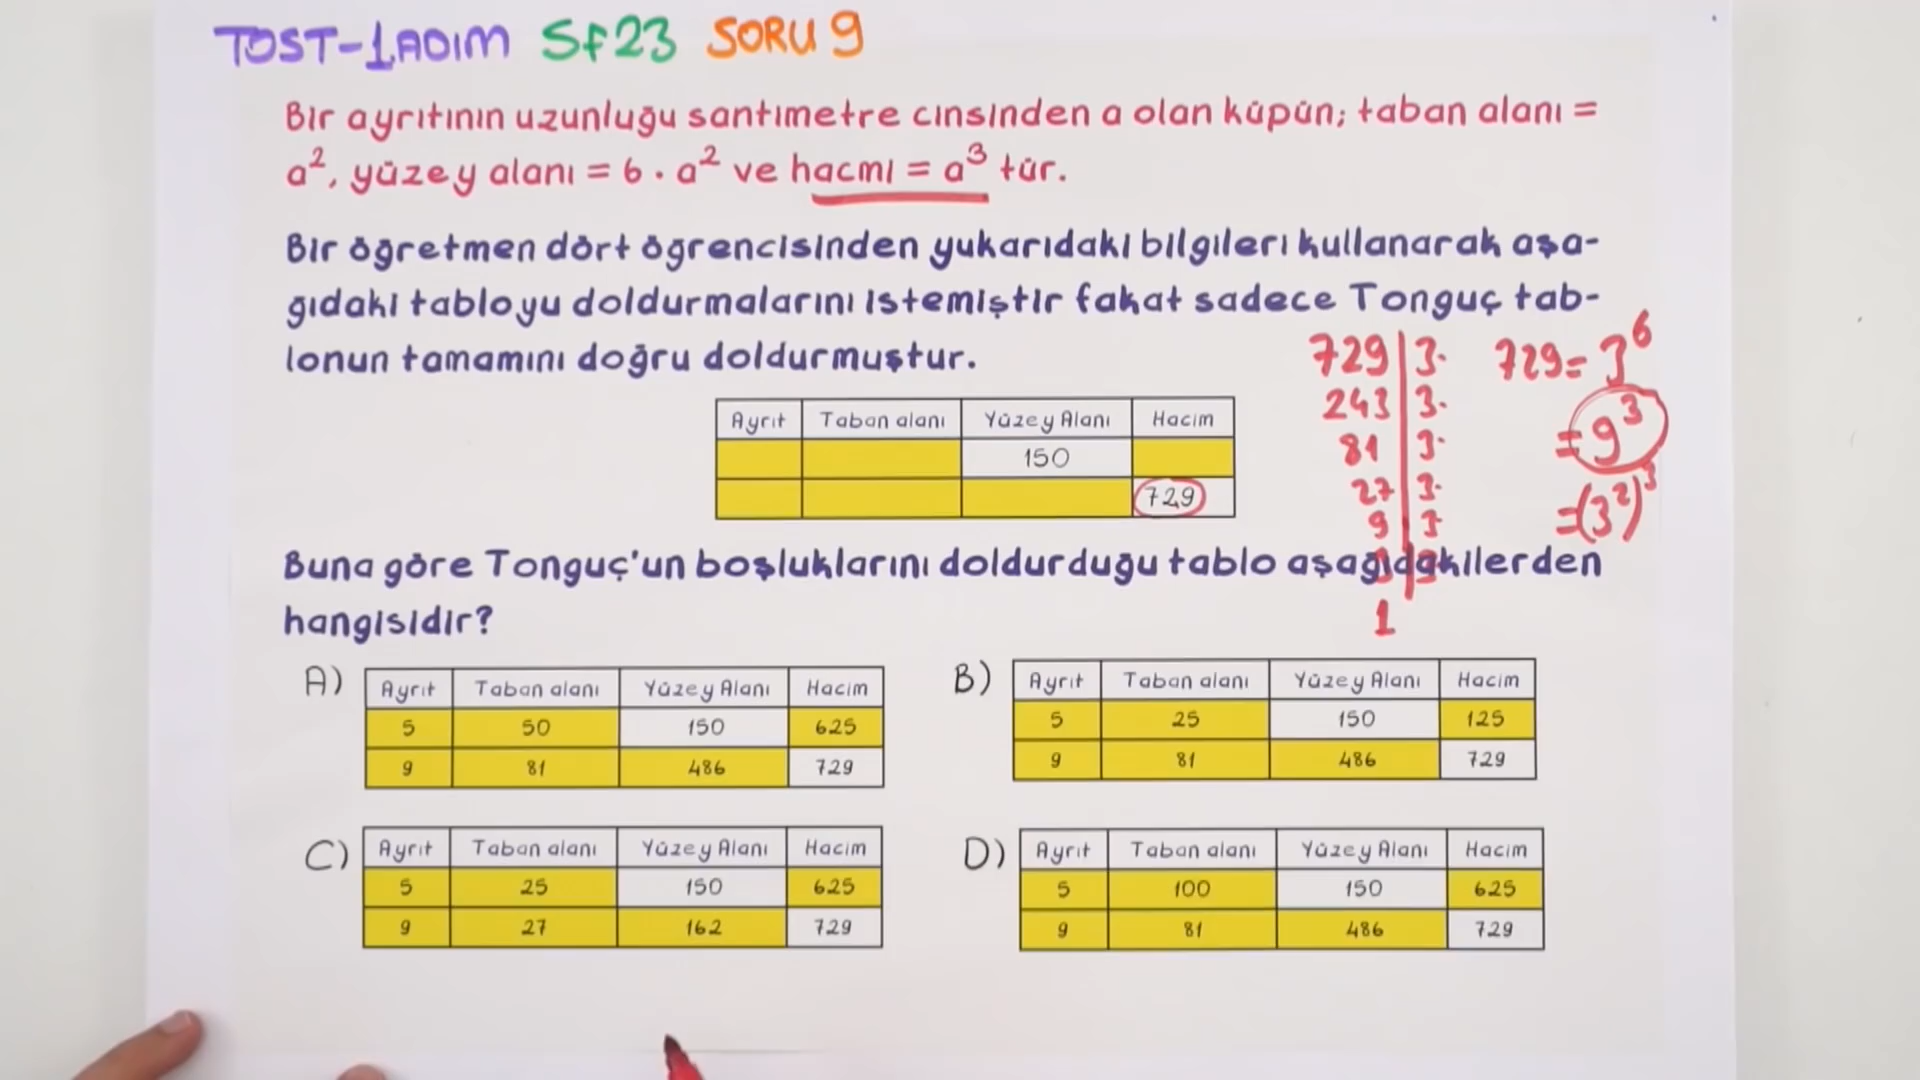 TOST-1.ADIM Sf23 SORU 9
Bir ayrıtının uzunluğu santimetre cinsinden a olan küpün; taban alanı =
a², yüzey alanı = 6 · a² ve hacmi = a³ tür.
Bir öğretmen dört öğrencisinden yukarıdaki bilgileri kullanarak aşa-
ğıdaki tabloyu doldurmalarını istemiştir fakat sadece Tonguç tab-
lonun tamamını doğru doldurmuştur.
729 3· 729 = 3⁶
243 3·
81 3· = 9³
27 3· = (3²)³
9 3·
3 3
1
Ayrıt Taban alanı Yüzey Alanı Hacim
150
729
Buna göre Tonguç'un boşluklarını doldurduğu tablo aşağıdakilerden
hangisidir?
A)
Ayrıt Taban alanı Yüzey Alanı Hacim
5 50 150 625
9 81 486 729
B)
Ayrıt Taban alanı Yüzey Alanı Hacim
5 25 150 125
9 81 486 729
C)
Ayrıt Taban alanı Yüzey Alanı Hacim
5 25 150 625
9 27 162 729
D)
Ayrıt Taban alanı Yüzey Alanı Hacim
5 100 150 625
9 81 486 729